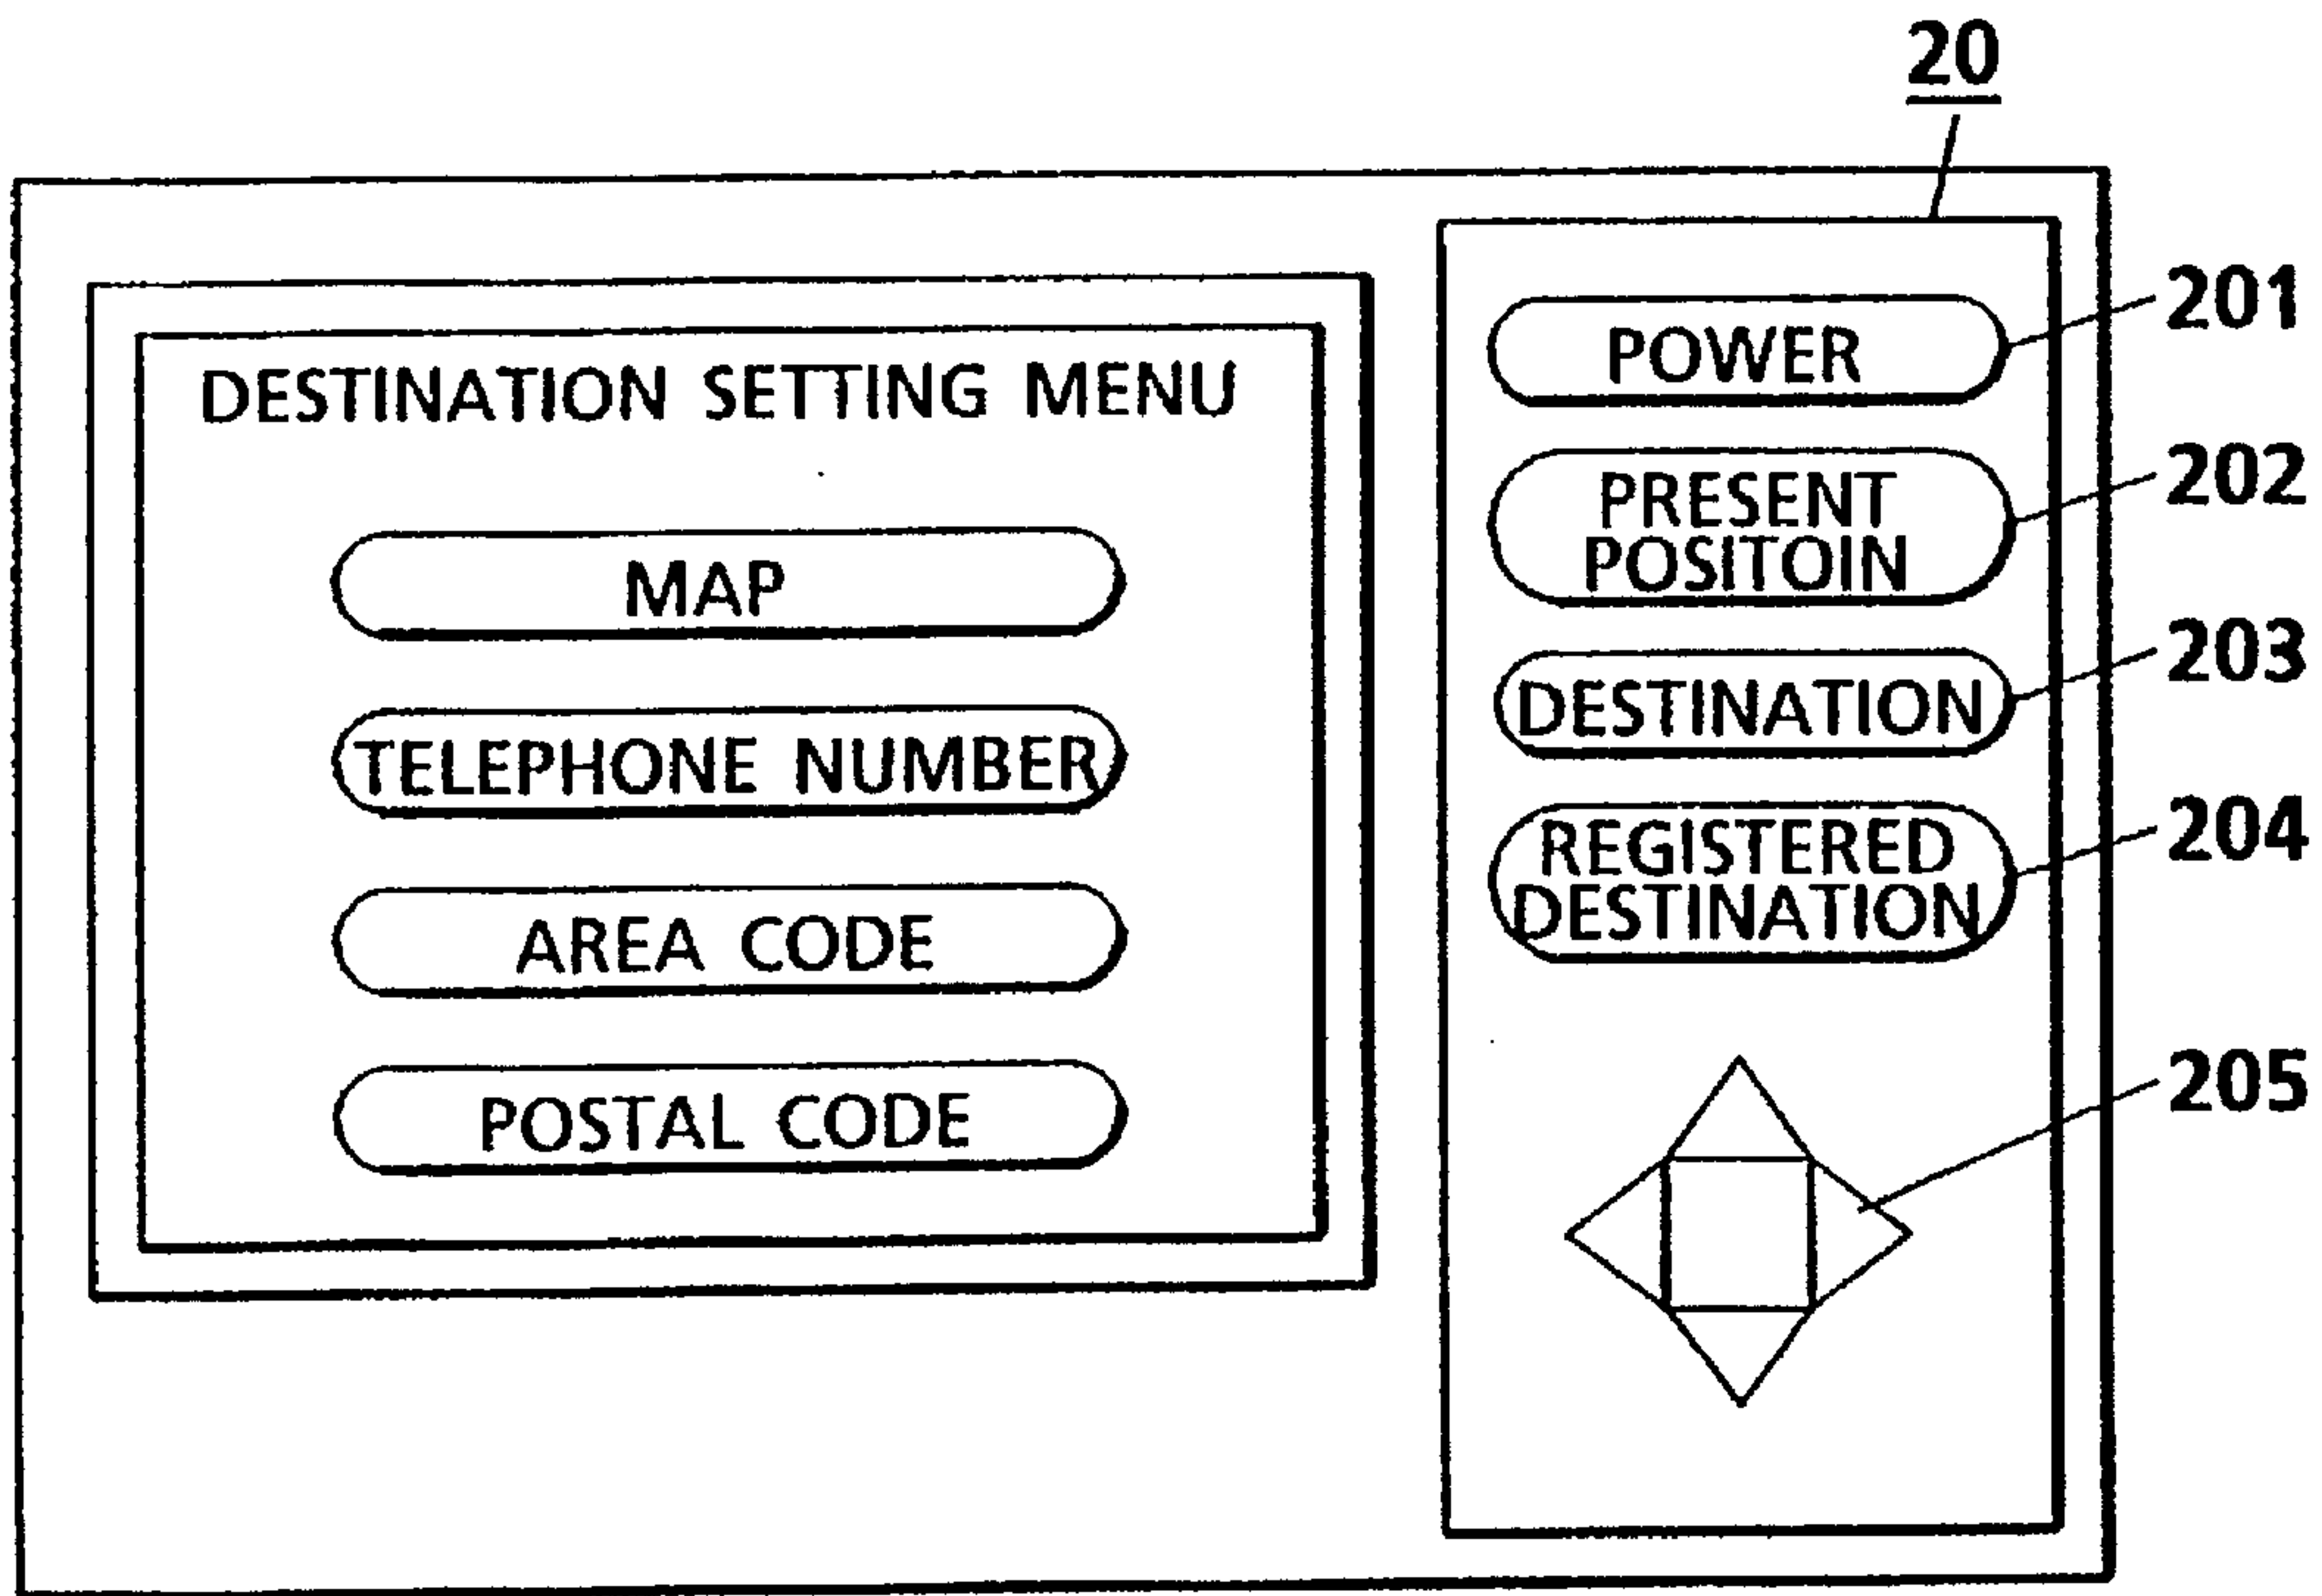 20
DESTINATION SETTING MENU
MAP
TELEPHONE NUMBER
AREA CODE
POSTAL CODE
POWER
201
PRESENT
POSITOIN
202
DESTINATION
203
REGISTERED
DESTINATION
204
205